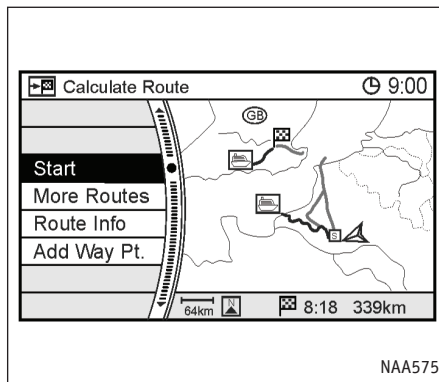 Calculate Route 9:00
GB
Start
More Routes
Route Info
Add Way Pt.
S
64km N 8:18 339km
NAA575